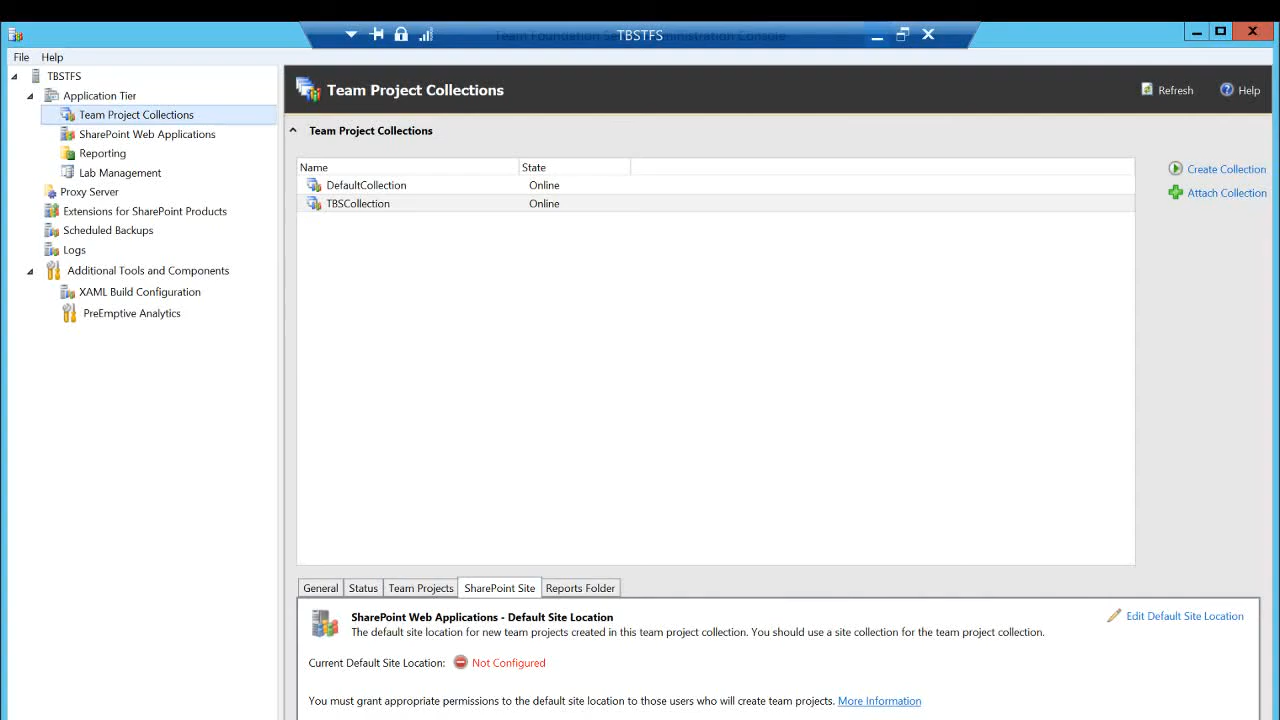 TBSTFS
File Help
TBSTFS
Application Tier
Team Project Collections
SharePoint Web Applications
Reporting
Lab Management
Proxy Server
Extensions for SharePoint Products
Scheduled Backups
Logs
Additional Tools and Components
XAML Build Configuration
PreEmptive Analytics
Team Project Collections
Refresh Help
Team Project Collections
Name State
DefaultCollection Online
TBSCollection Online
Create Collection
Attach Collection
General Status Team Projects SharePoint Site Reports Folder
SharePoint Web Applications - Default Site Location
Edit Default Site Location
The default site location for new team projects created in this team project collection. You should use a site collection for the team project collection.
Current Default Site Location: Not Configured
You must grant appropriate permissions to the default site location to those users who will create team projects. More Information